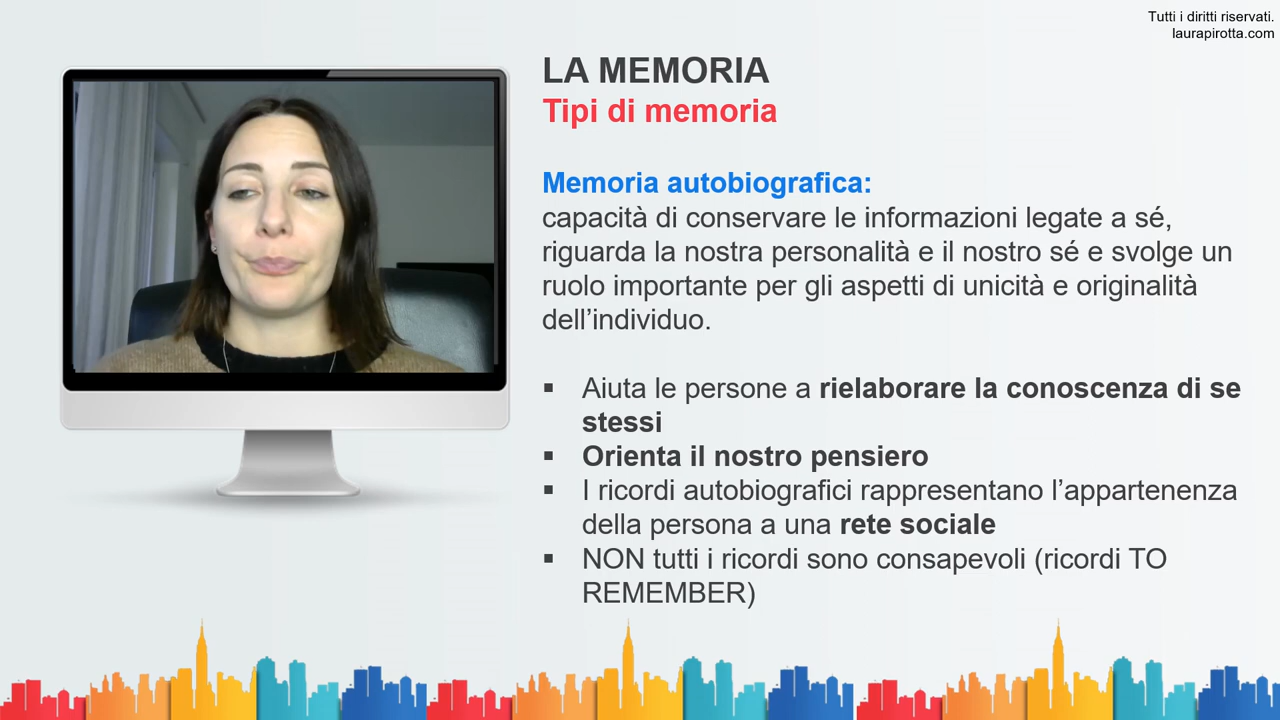 Tutti i diritti riservati.
laurapirotta.com
LA MEMORIA
Tipi di memoria
Memoria autobiografica:
capacità di conservare le informazioni legate a sé,
riguarda la nostra personalità e il nostro sé e svolge un
ruolo importante per gli aspetti di unicità e originalità
dell’individuo.
▪ Aiuta le persone a rielaborare la conoscenza di se
stessi
▪ Orienta il nostro pensiero
▪ I ricordi autobiografici rappresentano l’appartenenza
della persona a una rete sociale
▪ NON tutti i ricordi sono consapevoli (ricordi TO
REMEMBER)